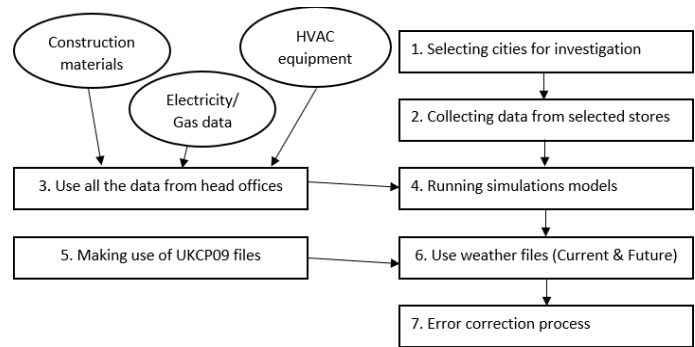 Construction
materials
HVAC
equipment
Electricity/
Gas data
1. Selecting cities for investigation
2. Collecting data from selected stores
3. Use all the data from head offices
4. Running simulations models
5. Making use of UKCP09 files
6. Use weather files (Current & Future)
7. Error correction process